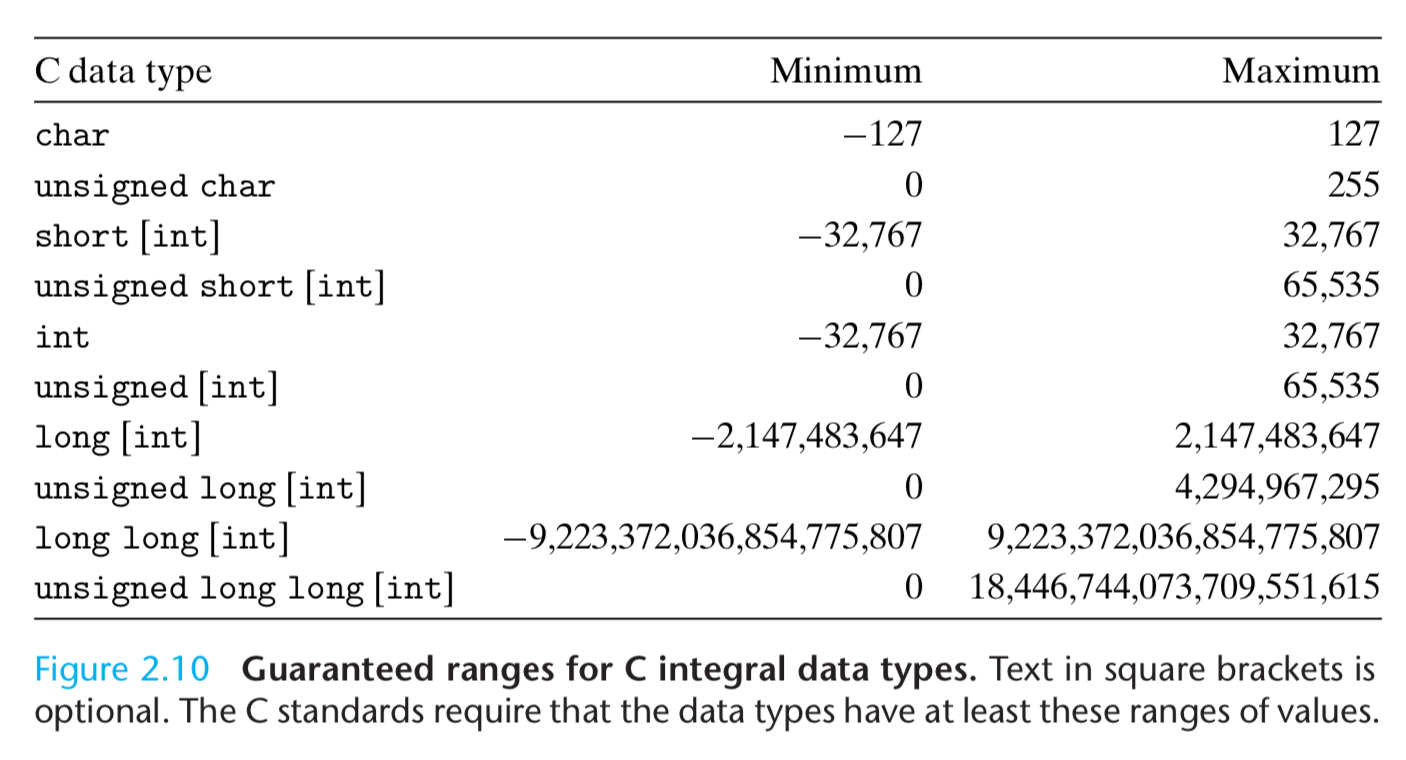 C data type Minimum Maximum
char −127 127
unsigned char 0 255
short [int] −32,767 32,767
unsigned short [int] 0 65,535
int −32,767 32,767
unsigned [int] 0 65,535
long [int] −2,147,483,647 2,147,483,647
unsigned long [int] 0 4,294,967,295
long long [int] −9,223,372,036,854,775,807 9,223,372,036,854,775,807
unsigned long long [int] 0 18,446,744,073,709,551,615
Figure 2.10 Guaranteed ranges for C integral data types. Text in square brackets is
optional. The C standards require that the data types have at least these ranges of values.